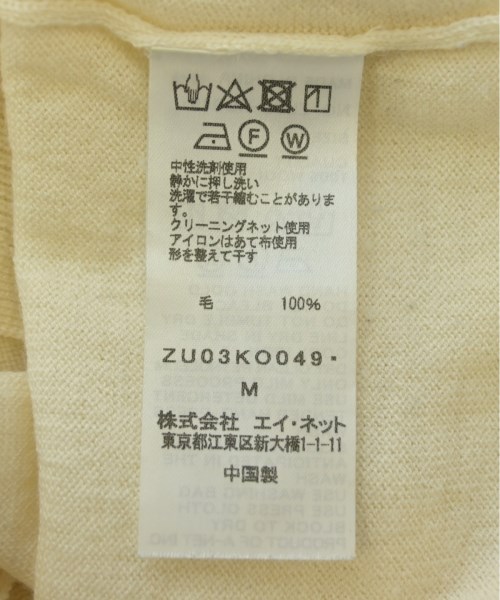 F W
中性洗剤使用
静かに押し洗い
洗濯で若干縮むことがありま
す。
クリーニングネット使用
アイロンはあて布使用
形を整えて干す
毛 100%
ZU03KO049・
M
株式会社 エイ・ネット
東京都江東区新大橋1-1-11
中国製